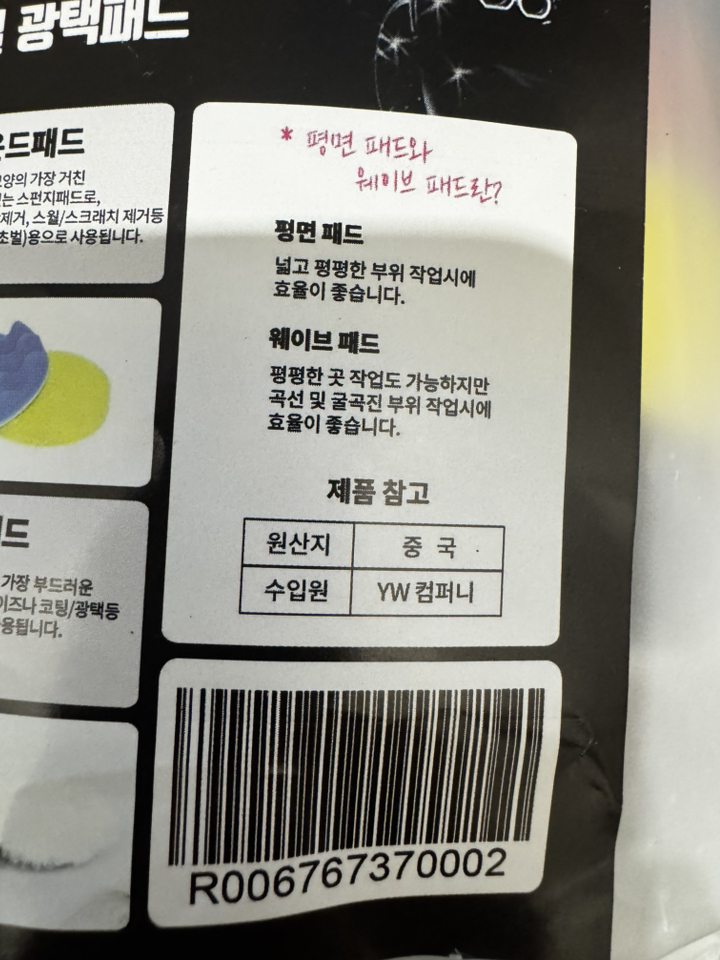 광택패드
운드패드
모양의 가장 거친
있는 스펀지패드로,
제거, 스월/스크래치 제거등
초벌)용으로 사용됩니다.
* 평면 패드와
웨이브 패드란?
평면 패드
넓고 평평한 부위 작업시에
효율이 좋습니다.
웨이브 패드
평평한 곳 작업도 가능하지만
곡선 및 굴곡진 부위 작업시에
효율이 좋습니다.
제품 참고
원산지 중 국
수입원 YW 컴퍼니
드
가장 부드러운
코팅/광택등
용됩니다.
R006767370002